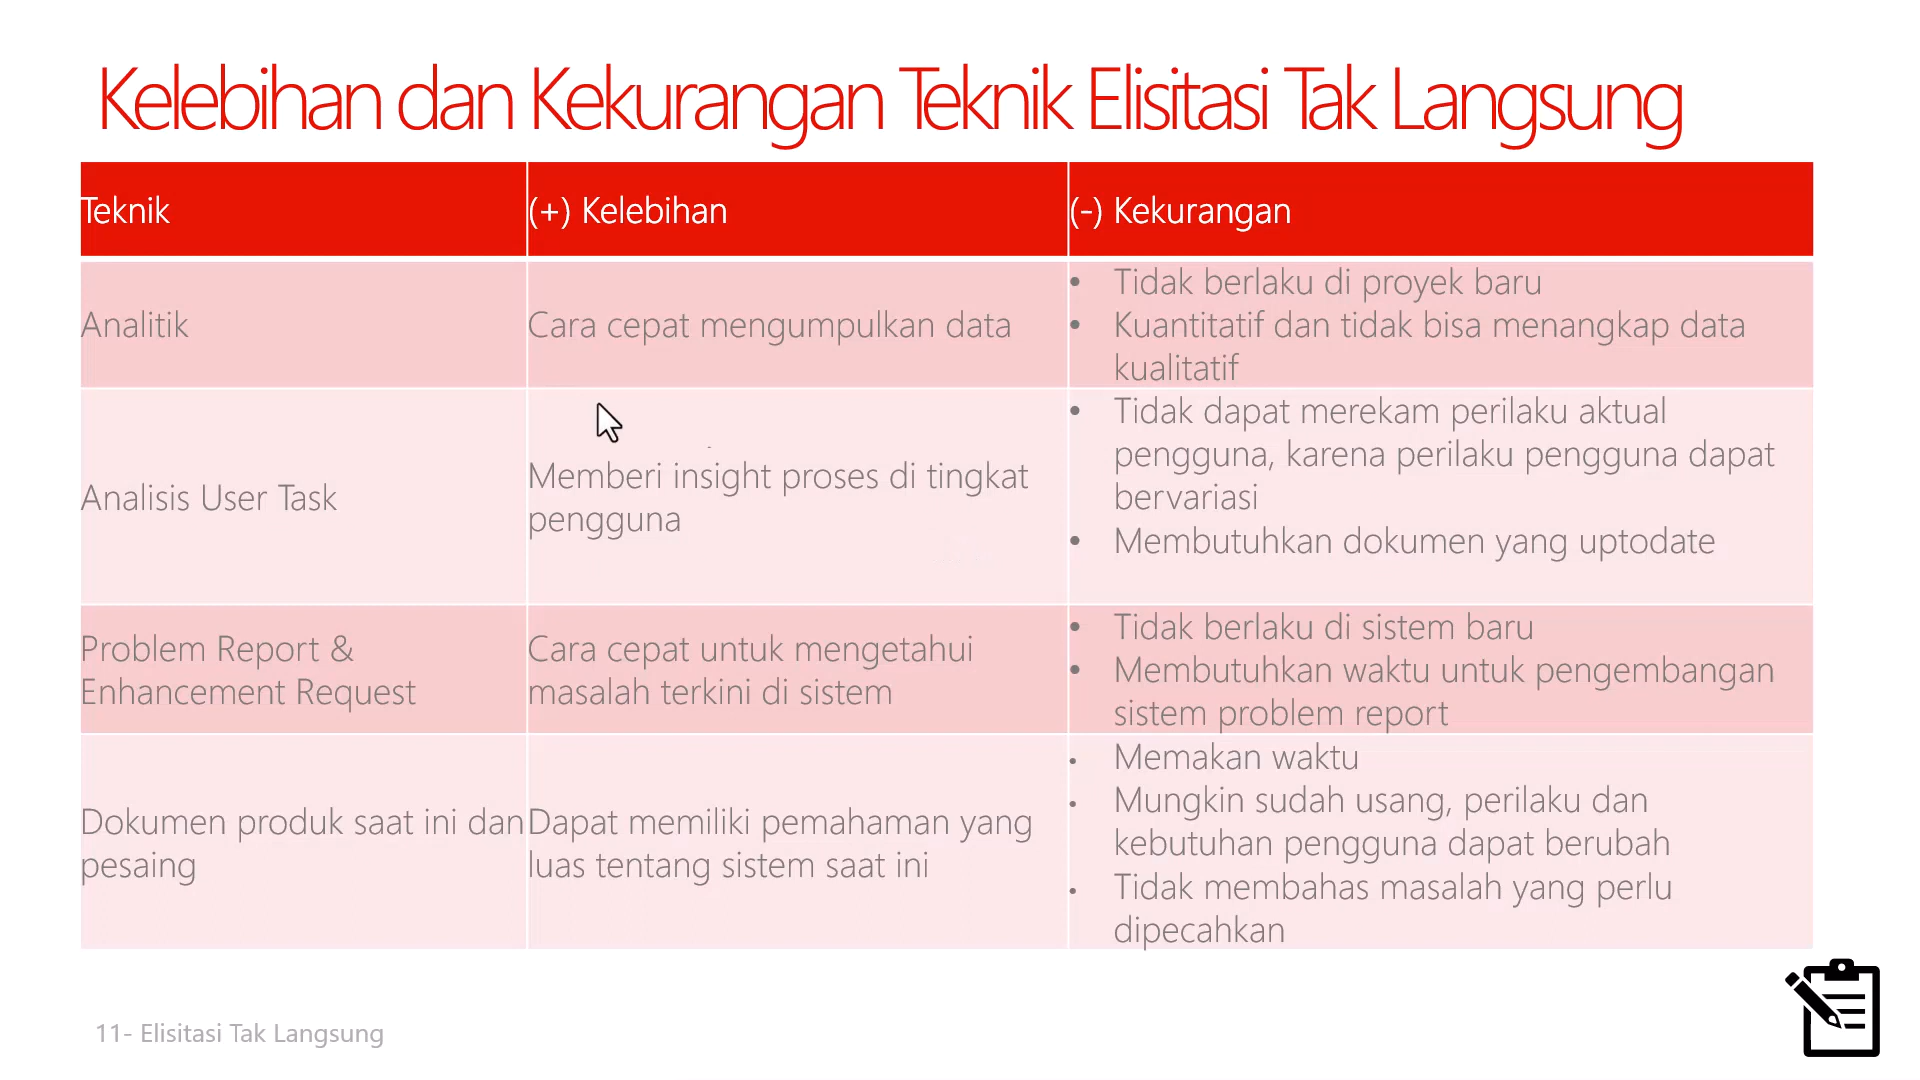 Kelebihan dan Kekurangan Teknik Elisitasi Tak Langsung
Teknik
(+) Kelebihan
(-) Kekurangan
Analitik
Cara cepat mengumpulkan data
• Tidak berlaku di proyek baru
• Kuantitatif dan tidak bisa menangkap data
kualitatif
Analisis User Task
Memberi insight proses di tingkat
pengguna
• Tidak dapat merekam perilaku aktual
pengguna, karena perilaku pengguna dapat
bervariasi
• Membutuhkan dokumen yang uptodate
Problem Report &
Enhancement Request
Cara cepat untuk mengetahui
masalah terkini di sistem
• Tidak berlaku di sistem baru
• Membutuhkan waktu untuk pengembangan
sistem problem report
Dokumen produk saat ini dan
pesaing
Dapat memiliki pemahaman yang
luas tentang sistem saat ini
• Memakan waktu
• Mungkin sudah usang, perilaku dan
kebutuhan pengguna dapat berubah
• Tidak membahas masalah yang perlu
dipecahkan
11- Elisitasi Tak Langsung